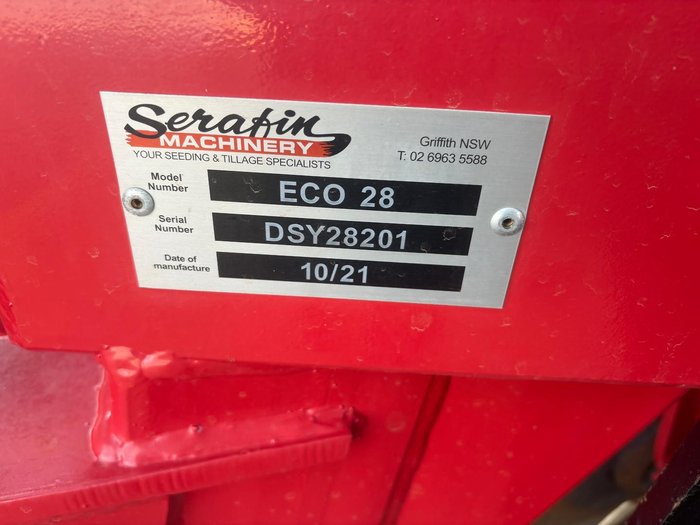 Serafin
MACHINERY
YOUR SEEDING & TILLAGE SPECIALISTS
Griffith NSW
T: 02 6963 5588
Model
Number
ECO 28
Serial
Number
DSY28201
Date of
manufacture
10/21